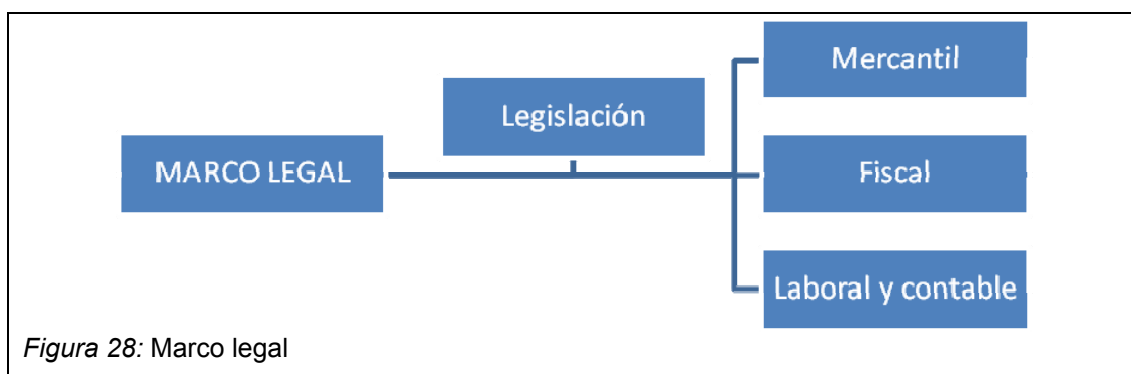 Mercantil
Legislación
MARCO LEGAL
Fiscal
Laboral y contable
Figura 28: Marco legal